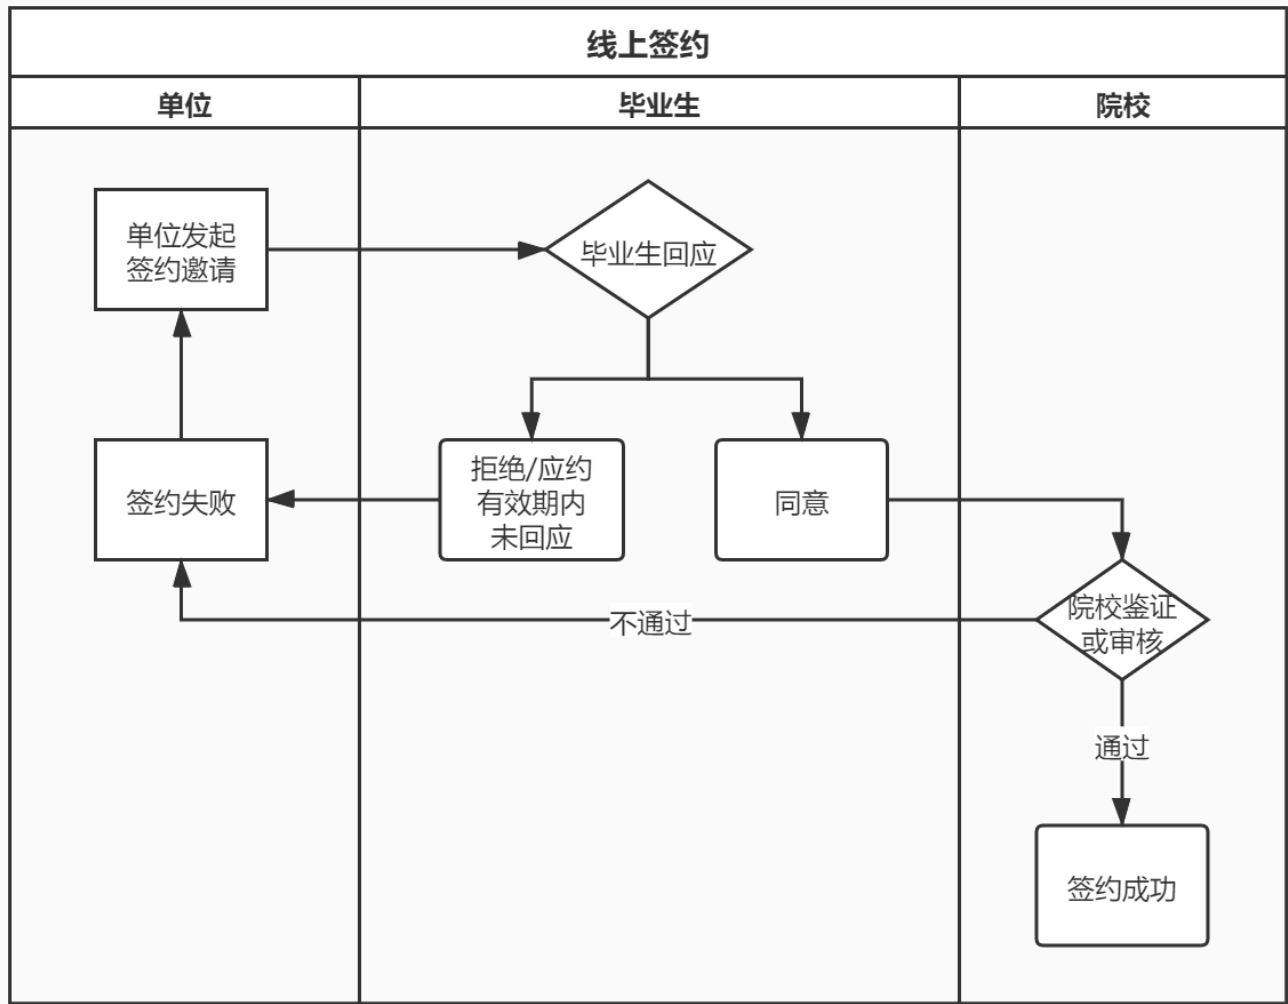 线上签约
单位
毕业生
院校
单位发起
签约邀请
毕业生回应
签约失败
拒绝/应约
有效期内
未回应
同意
院校鉴证
或审核
不通过
通过
签约成功